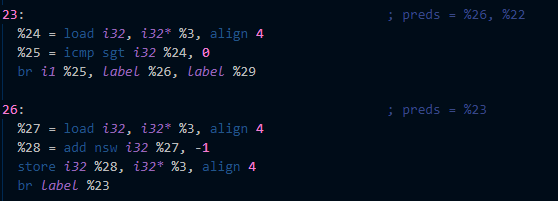 23: ; preds = %26, %22
%24 = load i32, i32* %3, align 4
%25 = icmp sgt i32 %24, 0
br i1 %25, label %26, label %29
26: ; preds = %23
%27 = load i32, i32* %3, align 4
%28 = add nsw i32 %27, -1
store i32 %28, i32* %3, align 4
br label %23